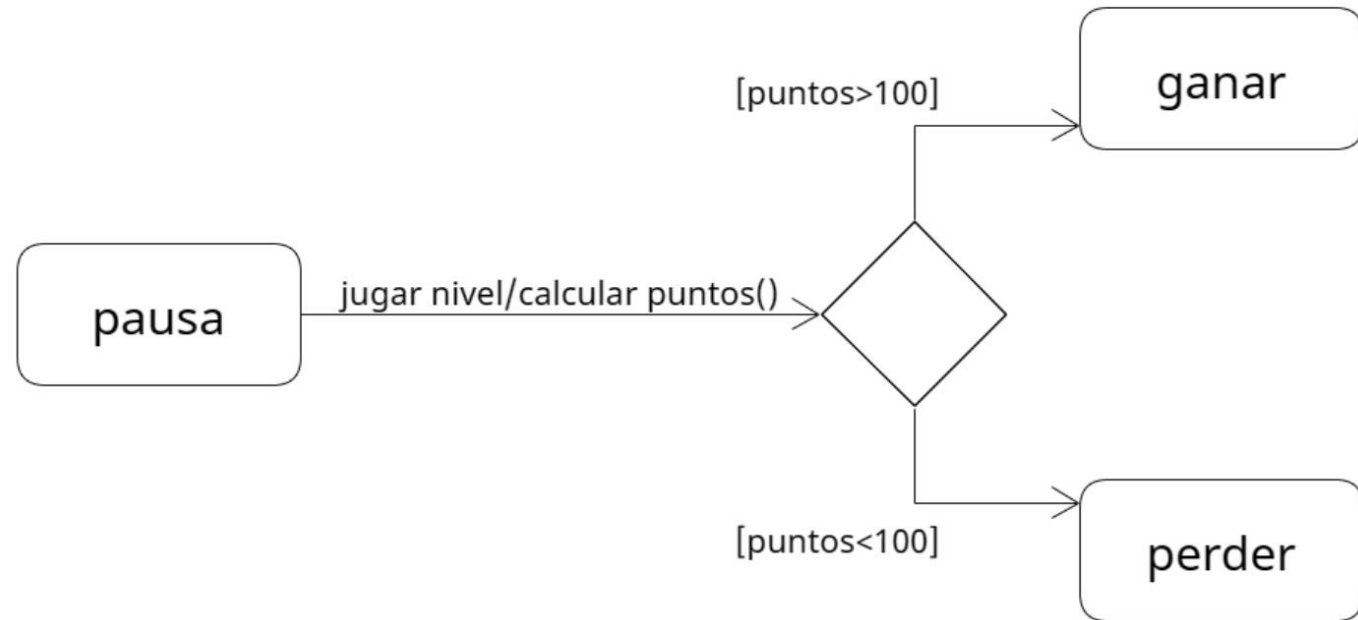 [puntos>100]
ganar
pausa
jugar nivel/calcular puntos()
[puntos<100]
perder